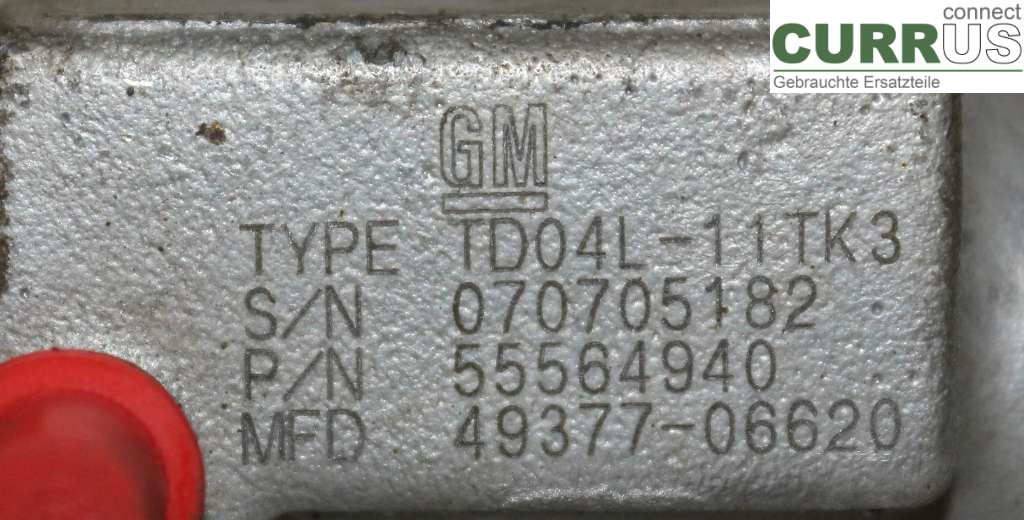 connect
CURRUS
Gebrauchte Ersatzteile
GM
TYPE TD04L-11TK3
S/N 070705182
P/N 55564940
MFD 49377-06620